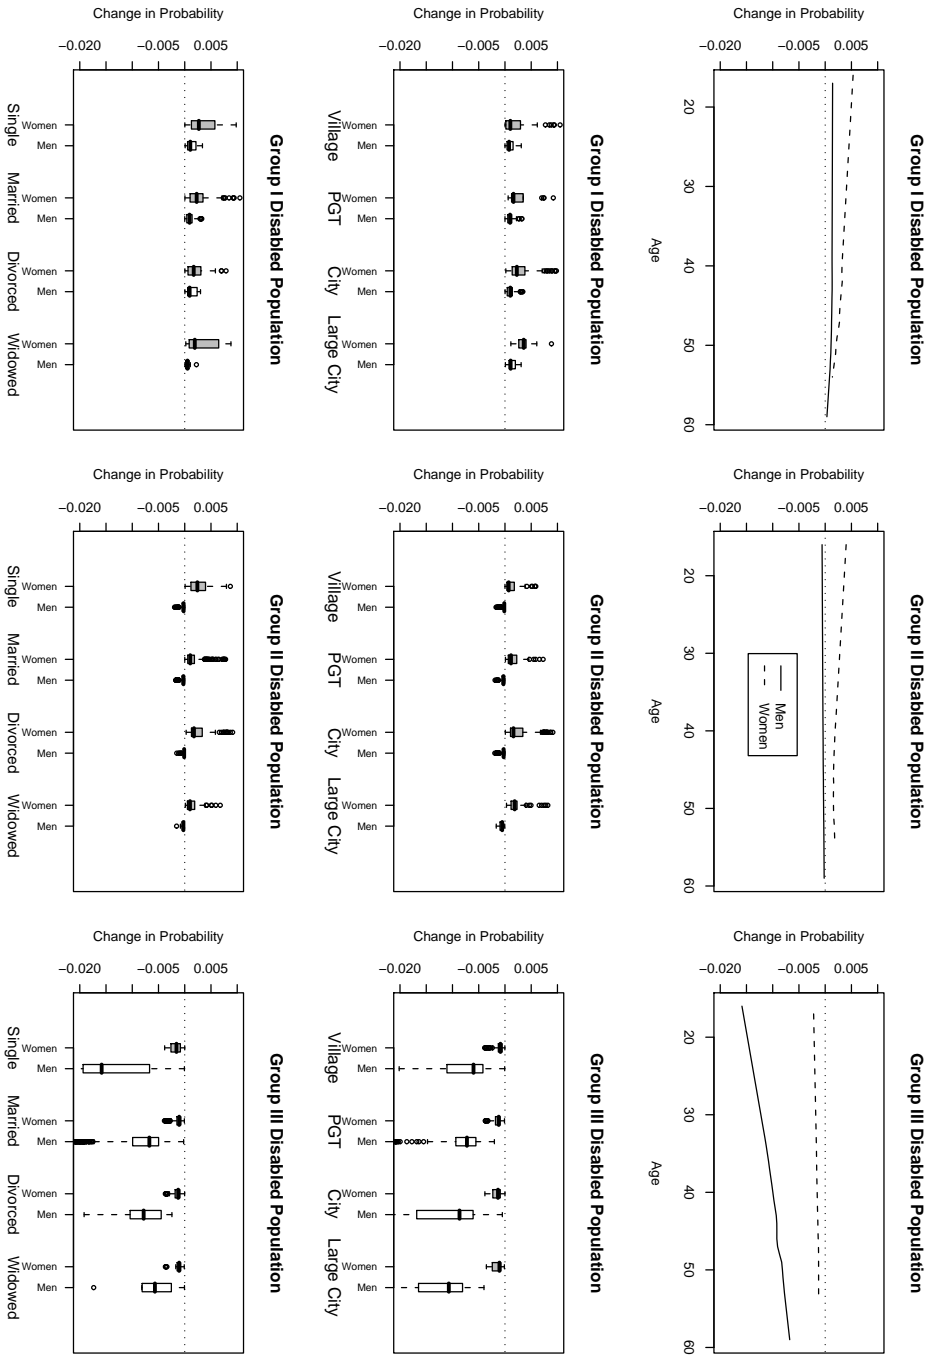 Group I Disabled Population
Change in Probability
−0.020 −0.005 0.005
20 30 40 50 60
Age
Group II Disabled Population
Change in Probability
−0.020 −0.005 0.005
Men
Women
20 30 40 50 60
Age
Group III Disabled Population
Change in Probability
−0.020 −0.005 0.005
20 30 40 50 60
Age
Group I Disabled Population
Change in Probability
−0.020 −0.005 0.005
Women Men Women Men Women Men Women Men
Village PGT City Large City
Group II Disabled Population
Change in Probability
−0.020 −0.005 0.005
Women Men Women Men Women Men Women Men
Village PGT City Large City
Group III Disabled Population
Change in Probability
−0.020 −0.005 0.005
Women Men Women Men Women Men Women Men
Village PGT City Large City
Group I Disabled Population
Change in Probability
−0.020 −0.005 0.005
Women Men Women Men Women Men Women Men
Single Married Divorced Widowed
Group II Disabled Population
Change in Probability
−0.020 −0.005 0.005
Women Men Women Men Women Men Women Men
Single Married Divorced Widowed
Group III Disabled Population
Change in Probability
−0.020 −0.005 0.005
Women Men Women Men Women Men Women Men
Single Married Divorced Widowed